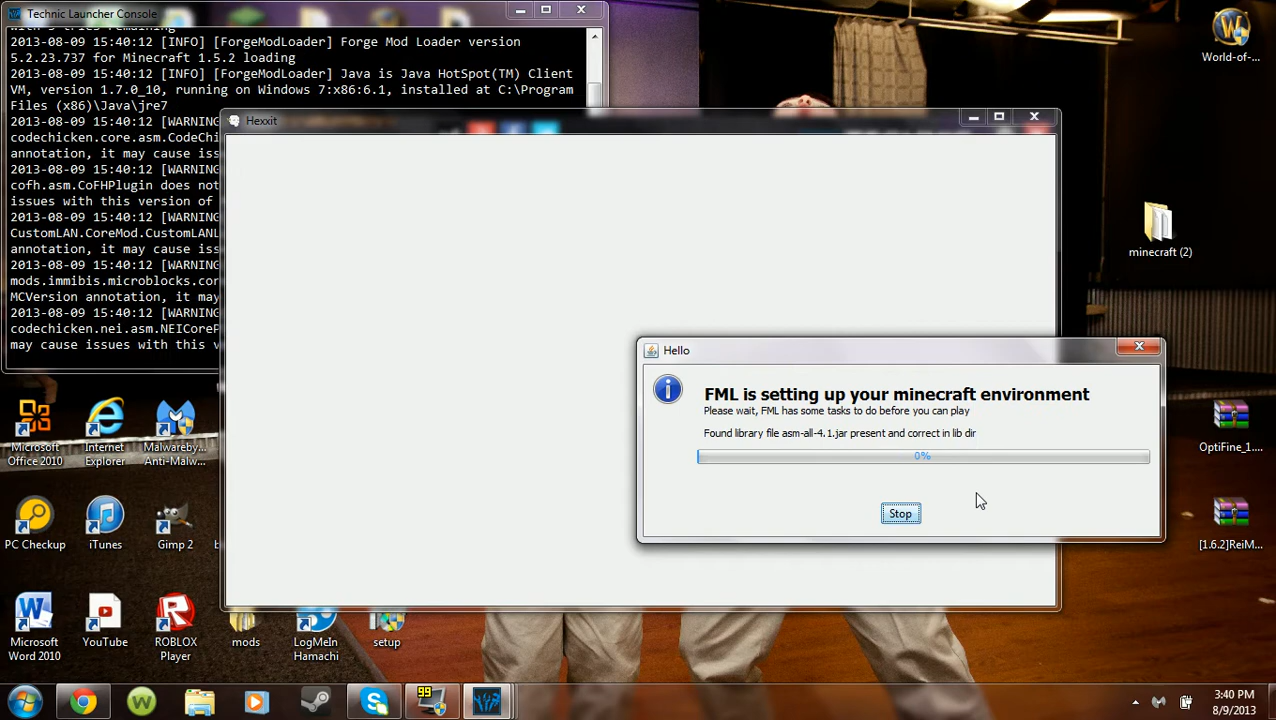 Technic Launcher Console
2013-08-09 15:40:12 [INFO] [ForgeModLoader] Forge Mod Loader version
5.2.23.737 for Minecraft 1.5.2 loading
2013-08-09 15:40:12 [INFO] [ForgeModLoader] Java is Java HotSpot(TM) Client
VM, version 1.7.0_10, running on Windows 7:x86:6.1, installed at C:\Program
Files (x86)\Java\jre7
2013-08-09 15:40:12 [WARNING
codechicken.core.asm.CodeChi
annotation, it may cause iss
2013-08-09 15:40:12 [WARNING
cofh.asm.CoFHPlugin does not
issues with this version of
2013-08-09 15:40:12 [WARNING
CustomLAN.CoreMod.CustomLANL
annotation, it may cause iss
2013-08-09 15:40:12 [WARNING
mods.immibis.microblocks.cor
MCVersion annotation, it may
2013-08-09 15:40:12 [WARNING
codechicken.nei.asm.NEICoreP
may cause issues with this v
Hexxit
Hello
FML is setting up your minecraft environment
Please wait, FML has some tasks to do before you can play
Found library file asm-all-4.1.jar present and correct in lib dir
0%
Stop
World-of-...
minecraft (2)
OptiFine_1....
[1.6.2]ReiM...
Microsoft
Office 2010
Internet
Explorer
Malwareby...
Anti-Malw...
PC Checkup
iTunes
Gimp 2
Microsoft
Word 2010
YouTube
ROBLOX
Player
mods
LogMeIn
Hamachi
setup
99
3:40 PM
8/9/2013